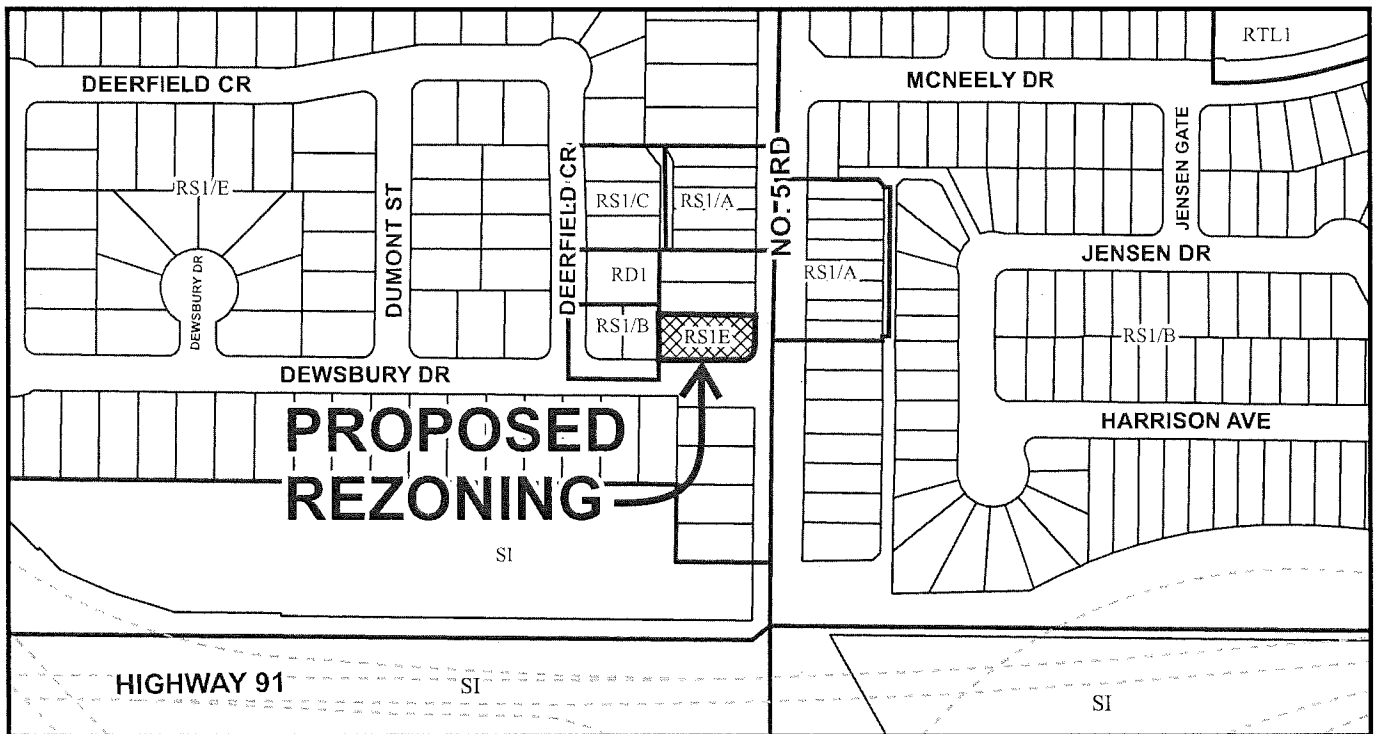 RTL1
DEERFIELD CR
MCNEELY DR
JENSEN GATE
RS1/E
DUMONT ST
DEERFIELD CR
RS1/C
RS1/A
NO. 5 RD
JENSEN DR
DEWSBURY DR
RD1
RS1/A
RS1/B
RS1E
RS1/B
DEWSBURY DR
HARRISON AVE
PROPOSED
REZONING
SI
HIGHWAY 91
SI
SI